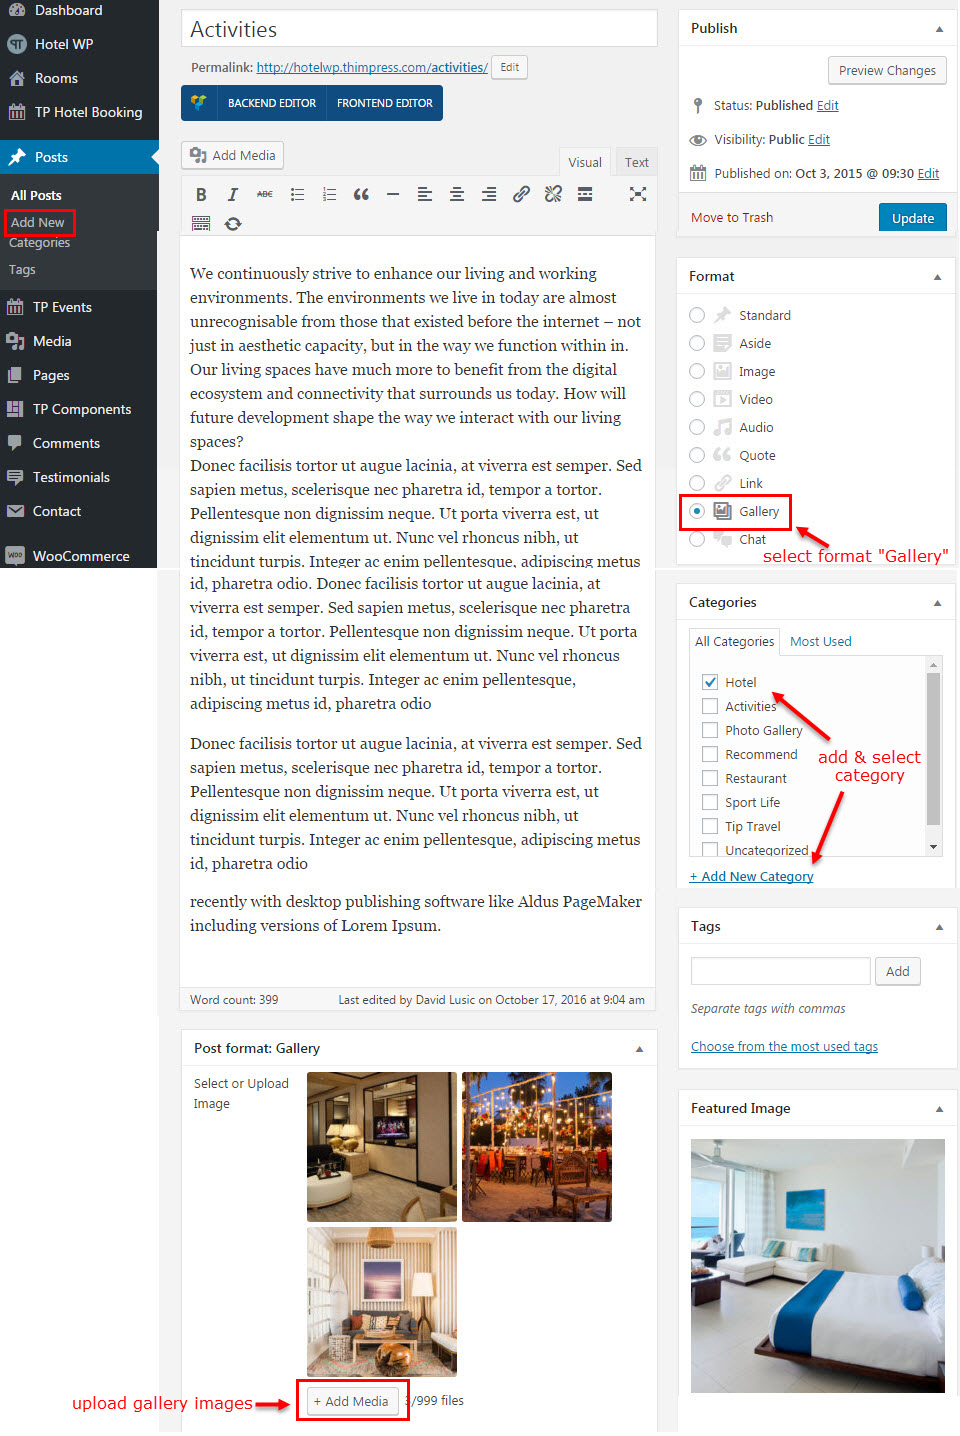 Dashboard
Hotel WP
Rooms
TP Hotel Booking
Posts
All Posts
Add New
Categories
Tags
TP Events
Media
Pages
TP Components
Comments
Testimonials
Contact
WOO WooCommerce
Activities
Permalink: http://hotelwp.thimpress.com/activities/ Edit
BACKEND EDITOR FRONTEND EDITOR
Add Media
Visual Text
B I ABC
We continuously strive to enhance our living and working
environments. The environments we live in today are almost
unrecognisable from those that existed before the internet – not
just in aesthetic capacity, but in the way we function within in.
Our living spaces have much more to benefit from the digital
ecosystem and connectivity that surrounds us today. How will
future development shape the way we interact with our living
spaces?
Donec facilisis tortor ut augue lacinia, at viverra est semper. Sed
sapien metus, scelerisque nec pharetra id, tempor a tortor.
Pellentesque non dignissim neque. Ut porta viverra est, ut
dignissim elit elementum ut. Nunc vel rhoncus nibh, ut
tincidunt turpis. Integer ac enim pellentesque, adipiscing metus
id, pharetra odio. Donec facilisis tortor ut augue lacinia, at
viverra est semper. Sed sapien metus, scelerisque nec pharetra
id, tempor a tortor. Pellentesque non dignissim neque. Ut porta
viverra est, ut dignissim elit elementum ut. Nunc vel rhoncus
nibh, ut tincidunt turpis. Integer ac enim pellentesque,
adipiscing metus id, pharetra odio
Donec facilisis tortor ut augue lacinia, at viverra est semper. Sed
sapien metus, scelerisque nec pharetra id, tempor a tortor.
Pellentesque non dignissim neque. Ut porta viverra est, ut
dignissim elit elementum ut. Nunc vel rhoncus nibh, ut
tincidunt turpis. Integer ac enim pellentesque, adipiscing metus
id, pharetra odio
recently with desktop publishing software like Aldus PageMaker
including versions of Lorem Ipsum.
Word count: 399 Last edited by David Lusic on October 17, 2016 at 9:04 am
Post format: Gallery
Select or Upload
Image
upload gallery images
+ Add Media 3/999 files
Publish
Preview Changes
Status: Published Edit
Visibility: Public Edit
Published on: Oct 3, 2015 @ 09:30 Edit
Move to Trash Update
Format
Standard
Aside
Image
Video
Audio
Quote
Link
Gallery
Chat
select format "Gallery"
Categories
All Categories Most Used
Hotel
Activities
Photo Gallery
Recommend
Restaurant
Sport Life
Tip Travel
Uncategorized
add & select
category
+ Add New Category
Tags
Add
Separate tags with commas
Choose from the most used tags
Featured Image